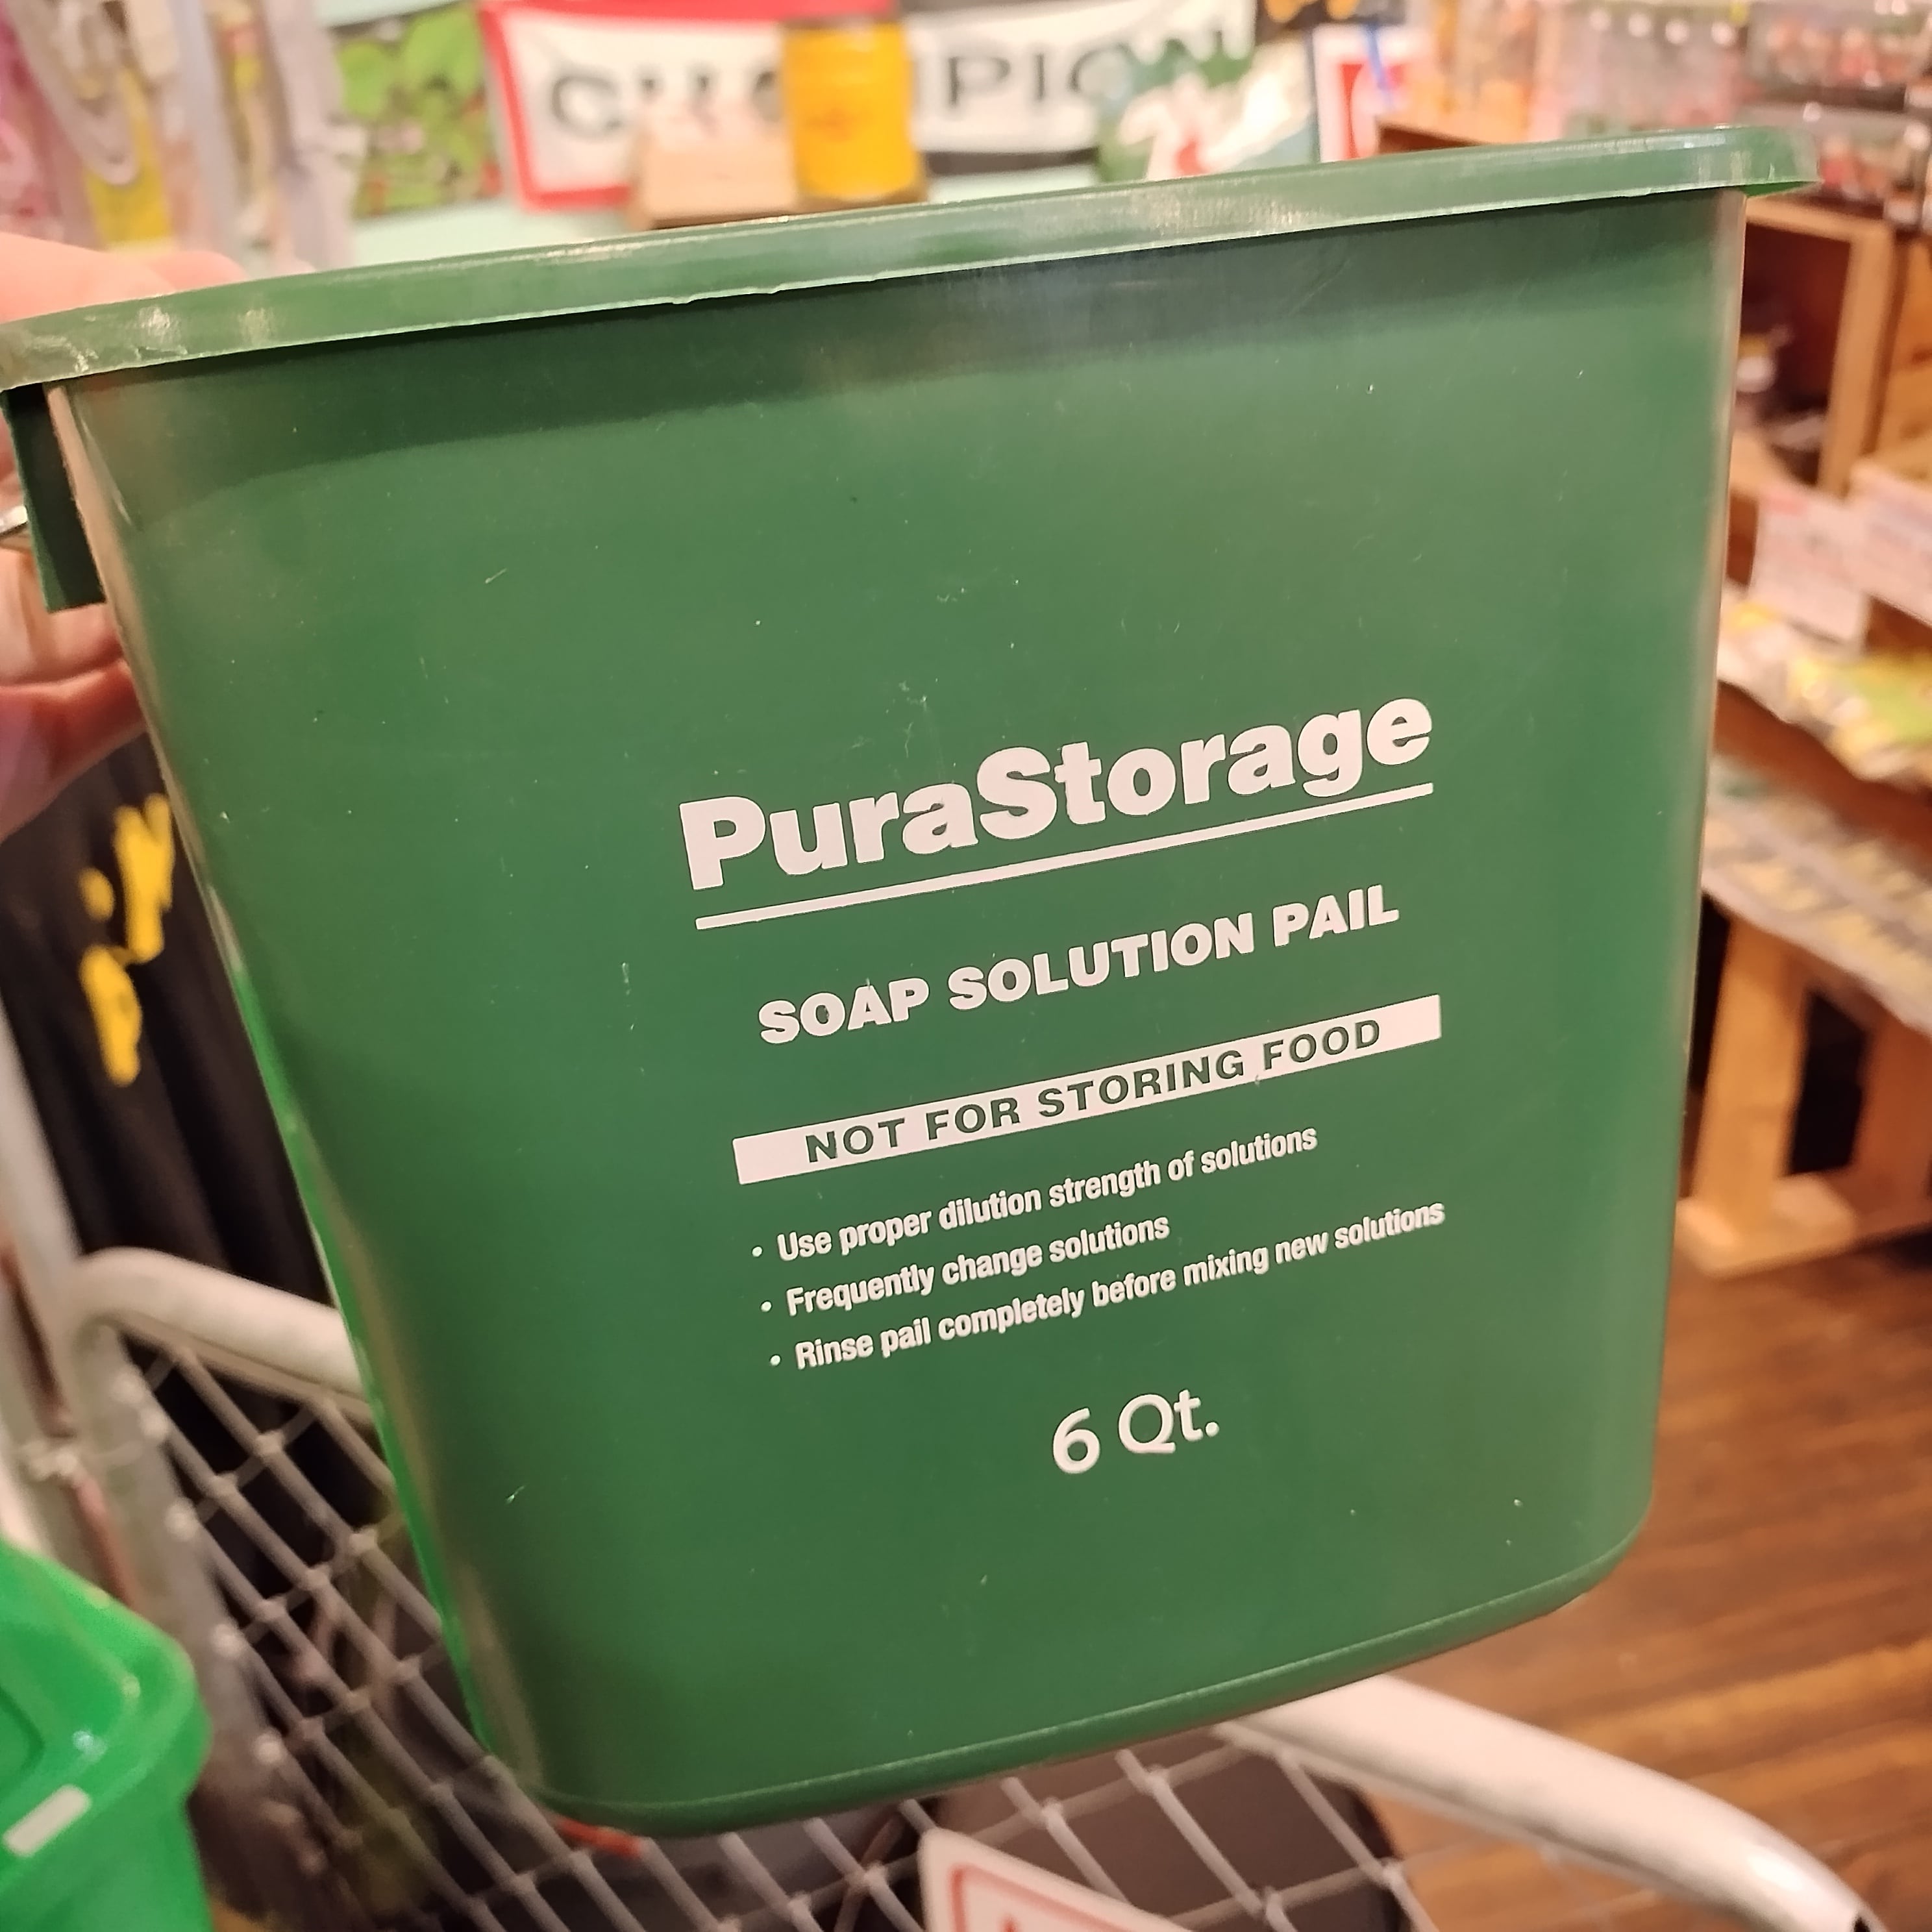 PuraStorage
SOAP SOLUTION PAIL
NOT FOR STORING FOOD
• Use proper dilution strength of solutions
• Frequently change solutions
• Rinse pail completely before mixing new solutions
6 Qt.